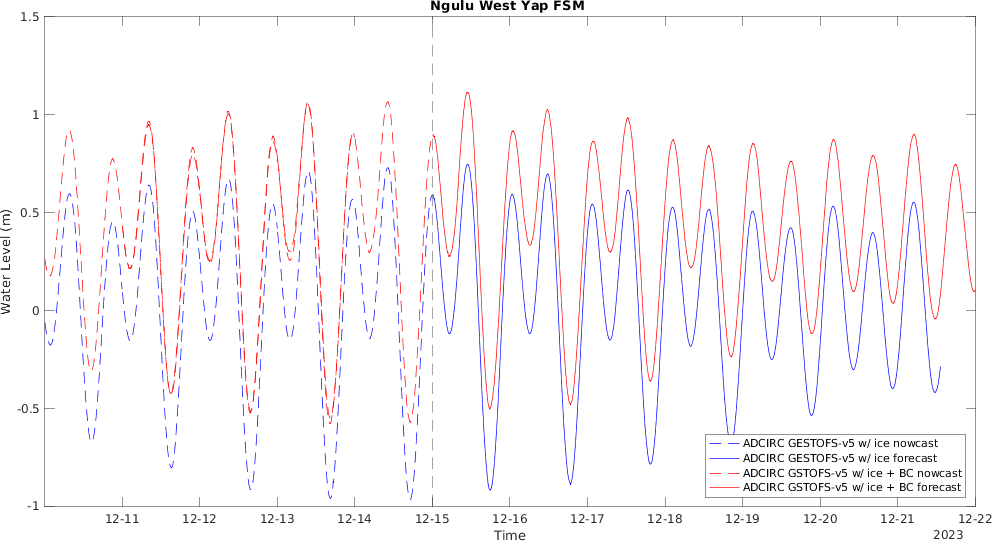 Ngulu West Yap FSM
1.5
1
0.5
0
-0.5
-1
Water Level (m)
12-11 12-12 12-13 12-14 12-15 12-16 12-17 12-18 12-19 12-20 12-21 12-22
Time
2023
ADCIRC GESTOFS-v5 w/ ice nowcast
ADCIRC GESTOFS-v5 w/ ice forecast
ADCIRC GSTOFS-v5 w/ ice + BC nowcast
ADCIRC GSTOFS-v5 w/ ice + BC forecast